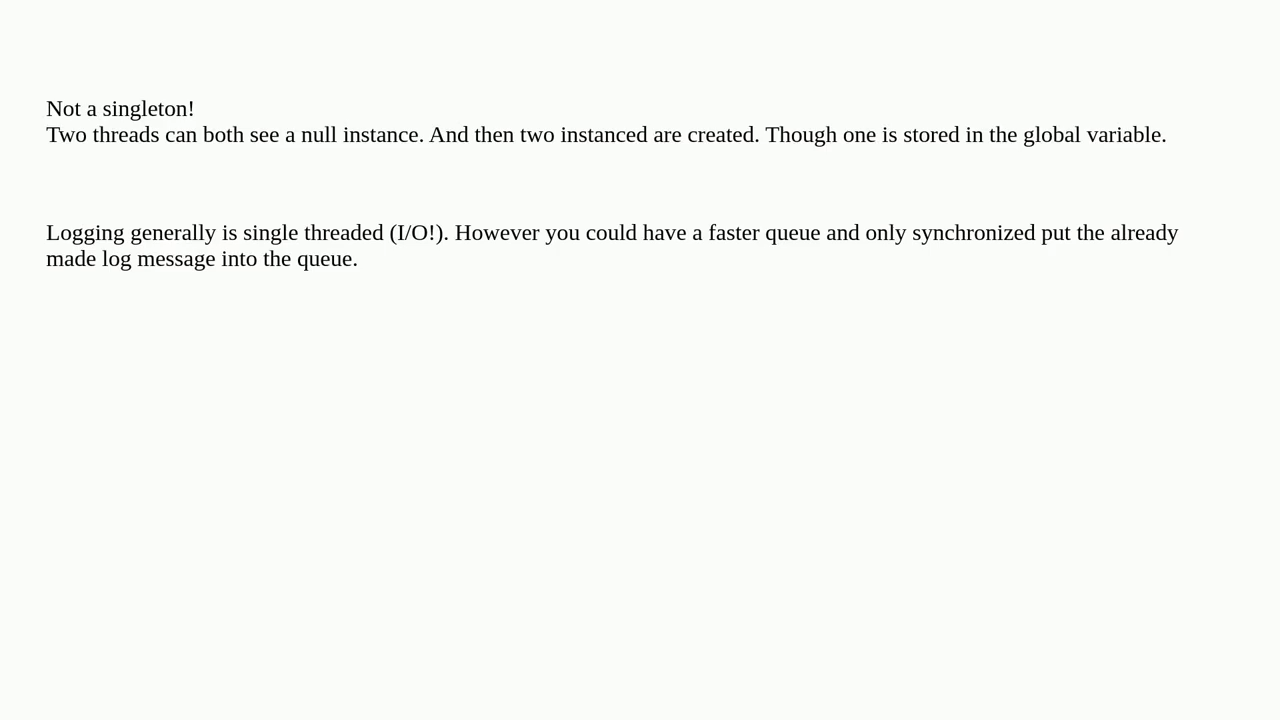 Not a singleton!
Two threads can both see a null instance. And then two instanced are created. Though one is stored in the global variable.
Logging generally is single threaded (I/O!). However you could have a faster queue and only synchronized put the already
made log message into the queue.